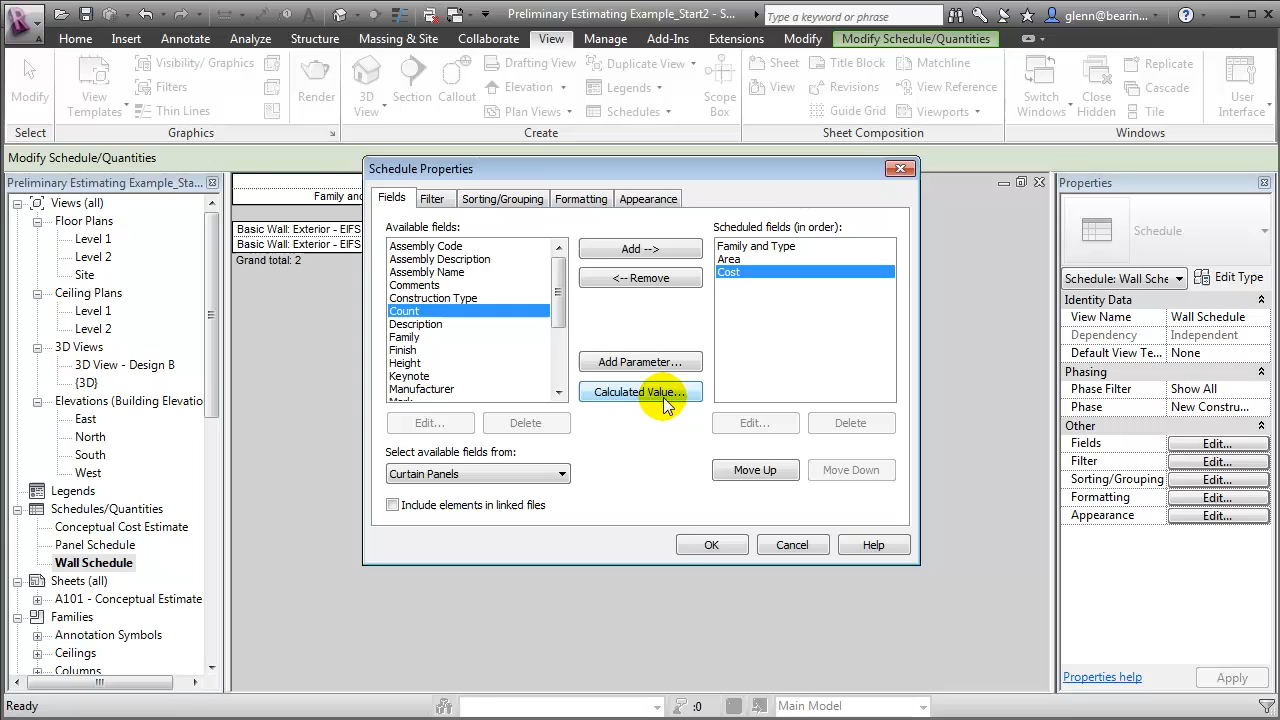 Preliminary Estimating Example_Start2 - S...
Type a keyword or phrase
glenn@bearin...
Home Insert Annotate Analyze Structure Massing & Site Collaborate View Manage Add-Ins Extensions Modify Modify Schedule/Quantities
Modify
View Templates
Visibility/ Graphics
Filters
Thin Lines
Render
3D View
Section
Callout
Drafting View
Elevation
Plan Views
Duplicate View
Legends
Schedules
Scope Box
Sheet
View
Title Block
Revisions
Guide Grid
Matchline
View Reference
Viewports
Switch Windows
Close Hidden
Replicate
Cascade
Tile
User Interface
Select Graphics Create Sheet Composition Windows
Modify Schedule/Quantities
Preliminary Estimating Example_Sta...
Views (all)
Floor Plans
Level 1
Level 2
Site
Ceiling Plans
Level 1
Level 2
3D Views
3D View - Design B
{3D}
Elevations (Building Elevatio
East
North
South
West
Legends
Schedules/Quantities
Conceptual Cost Estimate
Panel Schedule
Wall Schedule
Sheets (all)
A101 - Conceptual Estimate
Families
Annotation Symbols
Ceilings
Columns
Family and
Basic Wall: Exterior - EIFS
Basic Wall: Exterior - EIFS
Grand total: 2
Schedule Properties
Fields Filter Sorting/Grouping Formatting Appearance
Available fields:
Assembly Code
Assembly Description
Assembly Name
Comments
Construction Type
Count
Description
Family
Finish
Height
Keynote
Manufacturer
Mark
Add -->
<-- Remove
Add Parameter...
Calculated Value...
Scheduled fields (in order):
Family and Type
Area
Cost
Edit... Delete
Edit... Delete
Select available fields from:
Curtain Panels
Move Up Move Down
Include elements in linked files
OK Cancel Help
Properties
Schedule
Schedule: Wall Sche
Edit Type
Identity Data
View Name Wall Schedule
Dependency Independent
Default View Te... None
Phasing
Phase Filter Show All
Phase New Constru...
Other
Fields Edit...
Filter Edit...
Sorting/Grouping Edit...
Formatting Edit...
Appearance Edit...
Properties help Apply
Ready
:0
Main Model